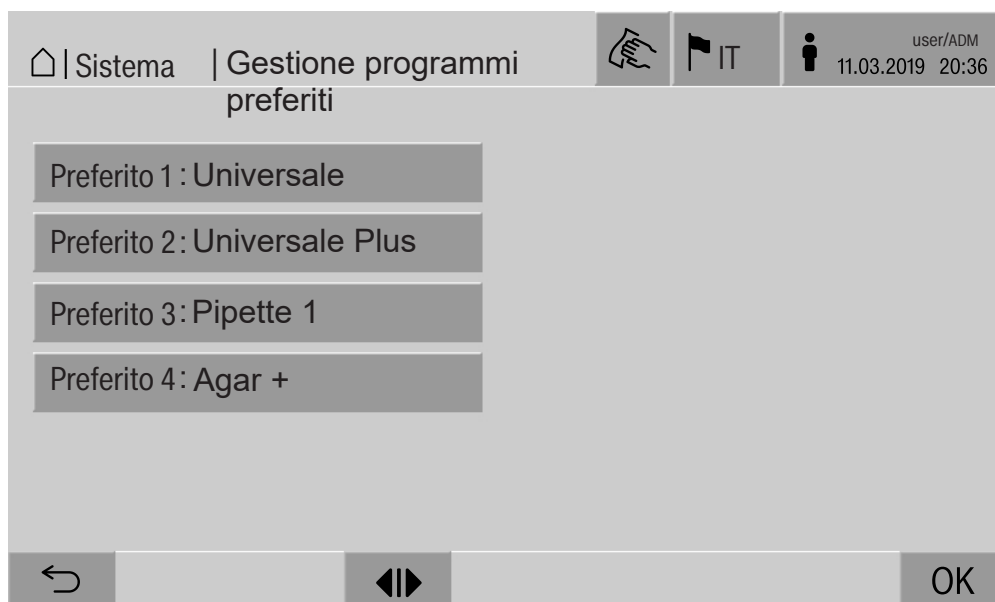 | Sistema | Gestione programmi
preferiti
IT
user/ADM
11.03.2019 20:36
Preferito 1: Universale
Preferito 2: Universale Plus
Preferito 3: Pipette 1
Preferito 4: Agar +
OK